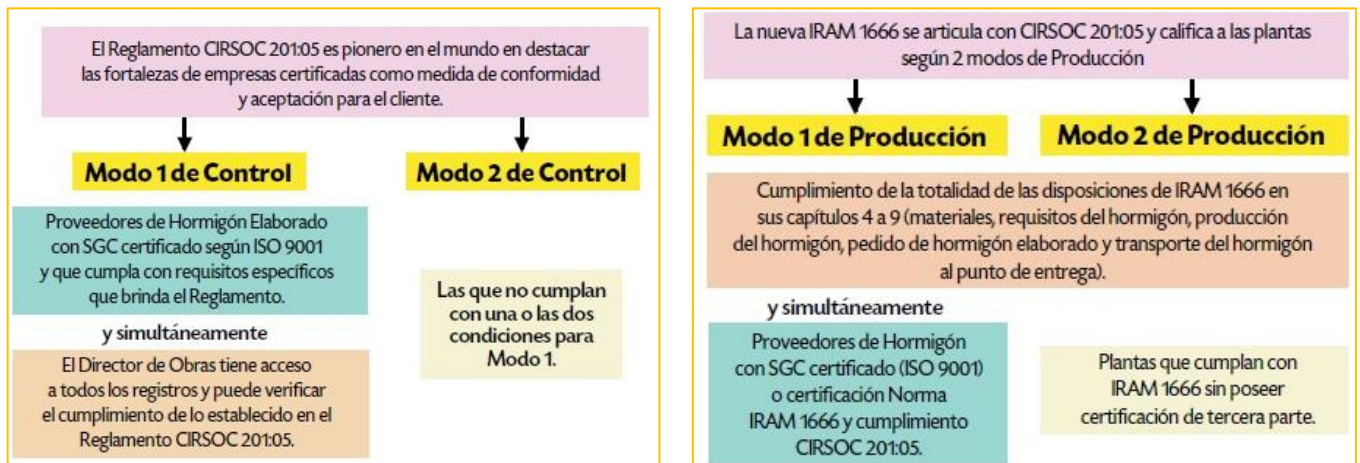 El Reglamento CIRSOC 201:05 es pionero en el mundo en destacar
las fortalezas de empresas certificadas como medida de conformidad
y aceptación para el cliente.
Modo 1 de Control
Proveedores de Hormigón Elaborado
con SGC certificado según ISO 9001
y que cumpla con requisitos específicos
que brinda el Reglamento.
y simultáneamente
El Director de Obras tiene acceso
a todos los registros y puede verificar
el cumplimiento de lo establecido en el
Reglamento CIRSOC 201:05.
Modo 2 de Control
Las que no cumplan
con una o las dos
condiciones para
Modo 1.
La nueva IRAM 1666 se articula con CIRSOC 201:05 y califica a las plantas
según 2 modos de Producción
Modo 1 de Producción
Modo 2 de Producción
Cumplimiento de la totalidad de las disposiciones de IRAM 1666 en
sus capítulos 4 a 9 (materiales, requisitos del hormigón, producción
del hormigón, pedido de hormigón elaborado y transporte del hormigón
al punto de entrega).
y simultáneamente
Proveedores de Hormigón
con SGC certificado (ISO 9001)
o certificación Norma
IRAM 1666 y cumplimiento
CIRSOC 201:05.
Plantas que cumplan con
IRAM 1666 sin poseer
certificación de tercera parte.